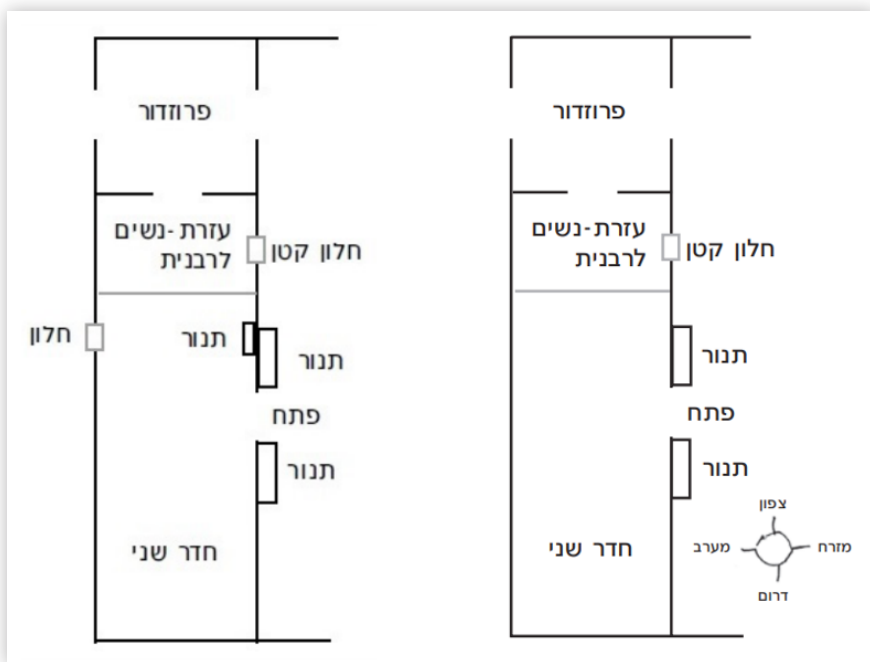 פרוזדור
עזרת-נשים
לרבנית
חלון קטן
חלון
תנור
תנור
פתח
תנור
חדר שני
פרוזדור
עזרת-נשים
לרבנית
חלון קטן
תנור
פתח
תנור
חדר שני
צפון
מזרח
מערב
דרום